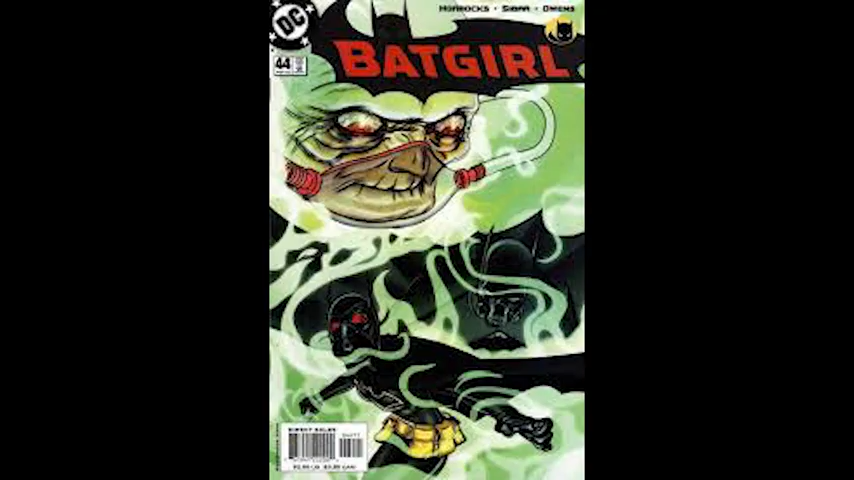 HORROCKS • SIBAR • OWENS
DC
BATGIRL
44
DIRECT SALES